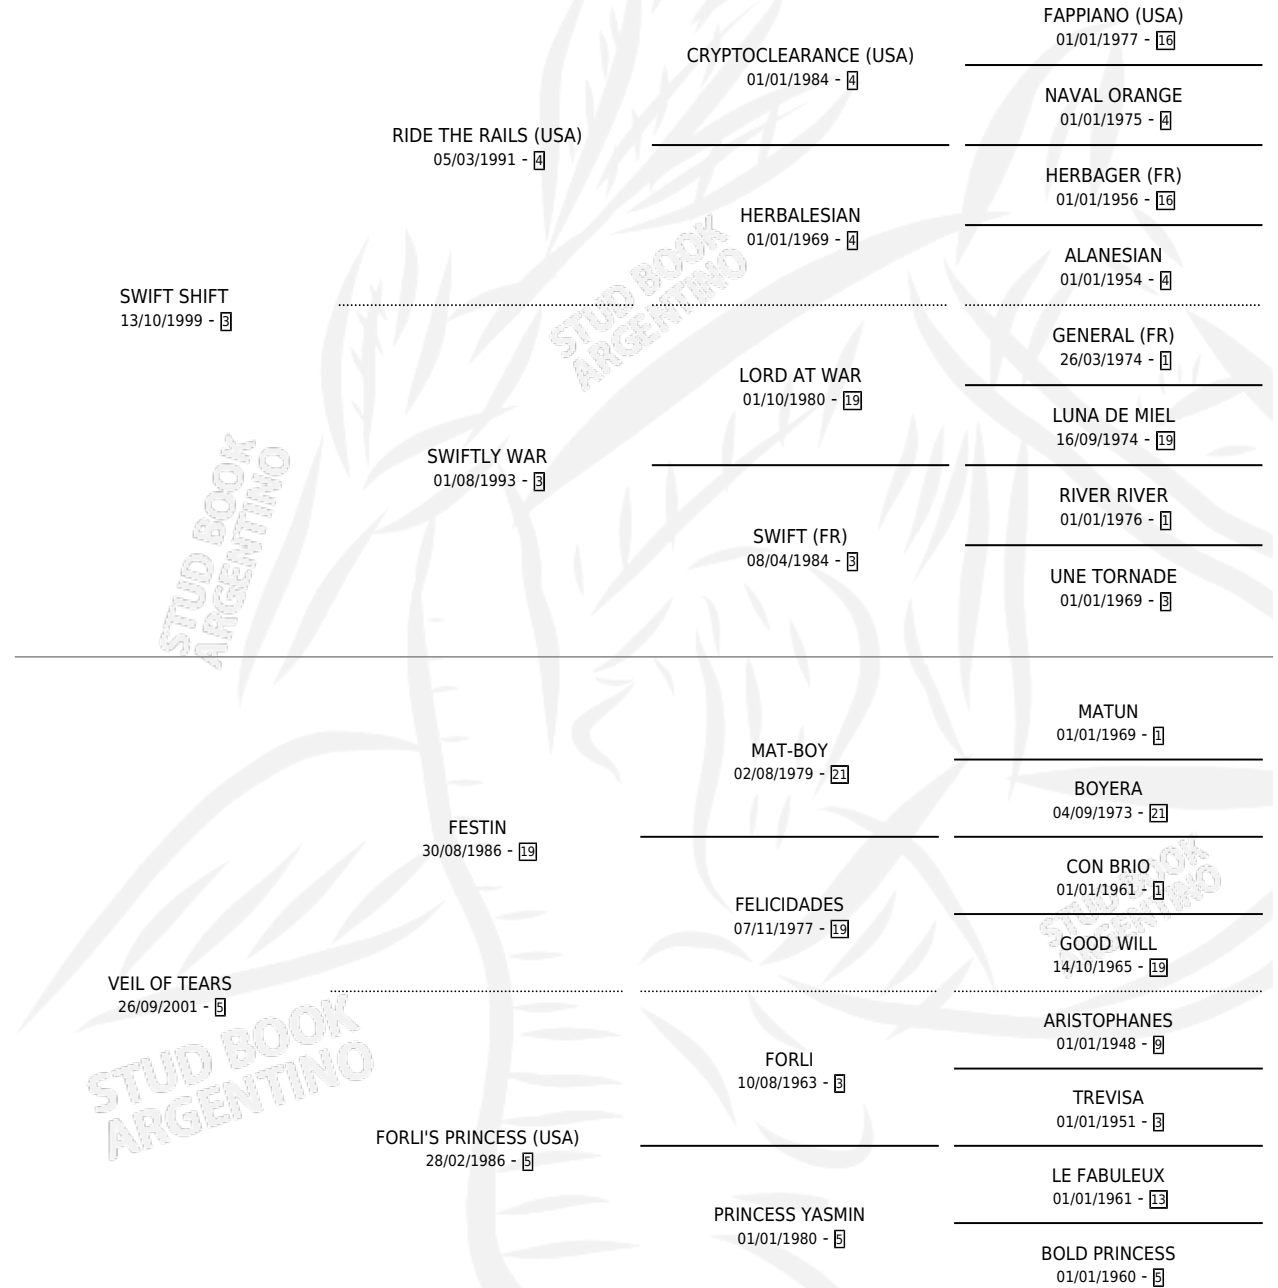 FAPPIANO (USA)
01/01/1977 - 16
CRYPTOCLEARANCE (USA)
01/01/1984 - 4
NAVAL ORANGE
01/01/1975 - 4
RIDE THE RAILS (USA)
05/03/1991 - 4
HERBAGER (FR)
01/01/1956 - 16
HERBALESIAN
01/01/1969 - 4
ALANESIAN
01/01/1954 - 4
SWIFT SHIFT
13/10/1999 - 3
GENERAL (FR)
26/03/1974 - 1
LORD AT WAR
01/10/1980 - 19
LUNA DE MIEL
16/09/1974 - 19
SWIFTLY WAR
01/08/1993 - 3
RIVER RIVER
01/01/1976 - 1
SWIFT (FR)
08/04/1984 - 3
UNE TORNADE
01/01/1969 - 3
MATUN
01/01/1969 - 1
MAT-BOY
02/08/1979 - 21
BOYERA
04/09/1973 - 21
FESTIN
30/08/1986 - 19
CON BRIO
01/01/1961 - 1
FELICIDADES
07/11/1977 - 19
GOOD WILL
14/10/1965 - 19
VEIL OF TEARS
26/09/2001 - 5
ARISTOPHANES
01/01/1948 - 9
FORLI
10/08/1963 - 3
TREVISA
01/01/1951 - 3
FORLI'S PRINCESS (USA)
28/02/1986 - 5
LE FABULEUX
01/01/1961 - 13
PRINCESS YASMIN
01/01/1980 - 5
BOLD PRINCESS
01/01/1960 - 5
STUD BOOK
ARGENTINO
STUD BOOK
ARGENTINO
STUD BOOK
ARGENTINO
STUD BOOK
ARGENTINO